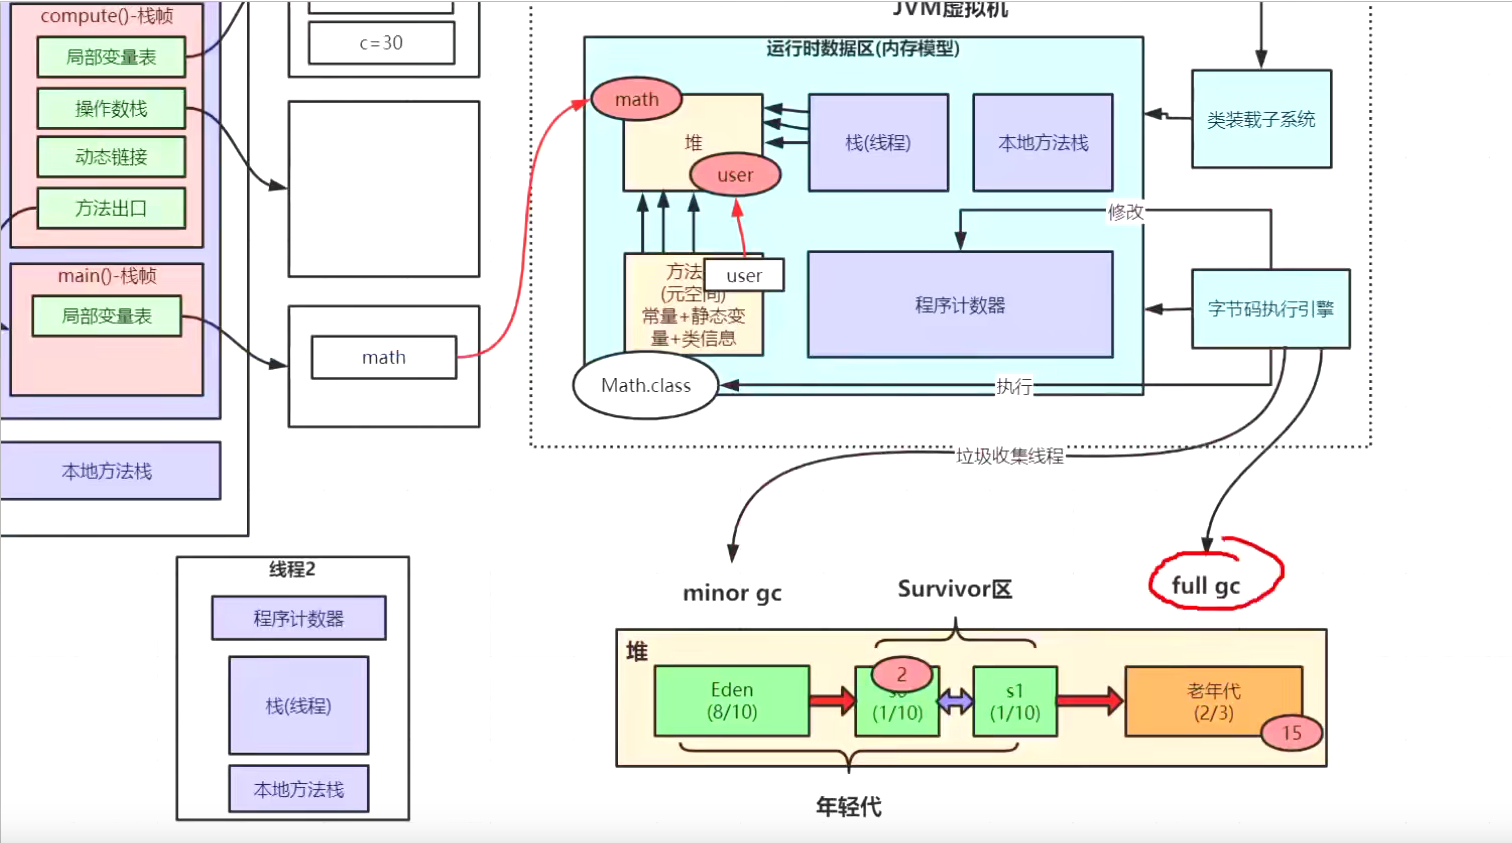 compute()-栈帧
局部变量表
操作数栈
动态链接
方法出口
main()-栈帧
局部变量表
本地方法栈
c=30
math
线程2
程序计数器
栈(线程)
本地方法栈
JVM虚拟机
运行时数据区(内存模型)
math
堆
user
栈(线程)
本地方法栈
类装载子系统
修改
方法
(元空间)
常量+静态变
量+类信息
user
程序计数器
字节码执行引擎
Math.class
执行
垃圾收集线程
minor gc
Survivor区
full gc
堆
Eden
(8/10)
2
(1/10)
s1
(1/10)
老年代
(2/3)
15
年轻代